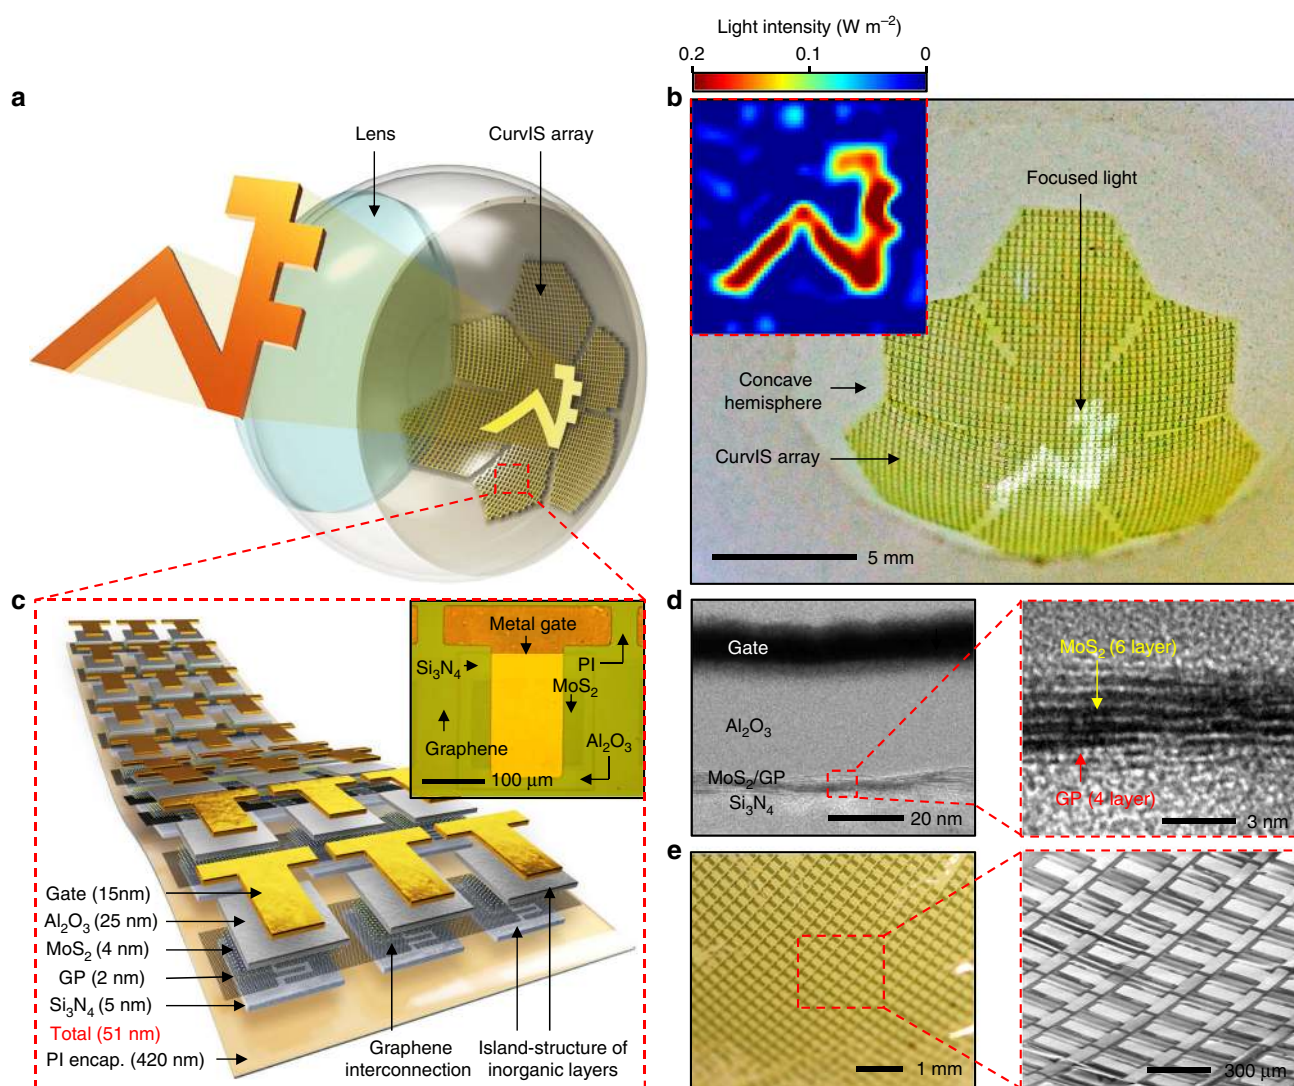 Light intensity (W m⁻²)
0.2 0.1 0
a
Lens
CurvIS array
b
Focused light
Concave
hemisphere
CurvIS array
5 mm
c
Metal gate
Si₃N₄
PI
MoS₂
Graphene
Al₂O₃
100 μm
Gate (15nm)
Al₂O₃ (25 nm)
MoS₂ (4 nm)
GP (2 nm)
Si₃N₄ (5 nm)
Total (51 nm)
PI encap. (420 nm)
Graphene
interconnection
Island-structure of
inorganic layers
d
Gate
Al₂O₃
MoS₂/GP
Si₃N₄
20 nm
MoS₂ (6 layer)
GP (4 layer)
3 nm
e
1 mm
300 μm